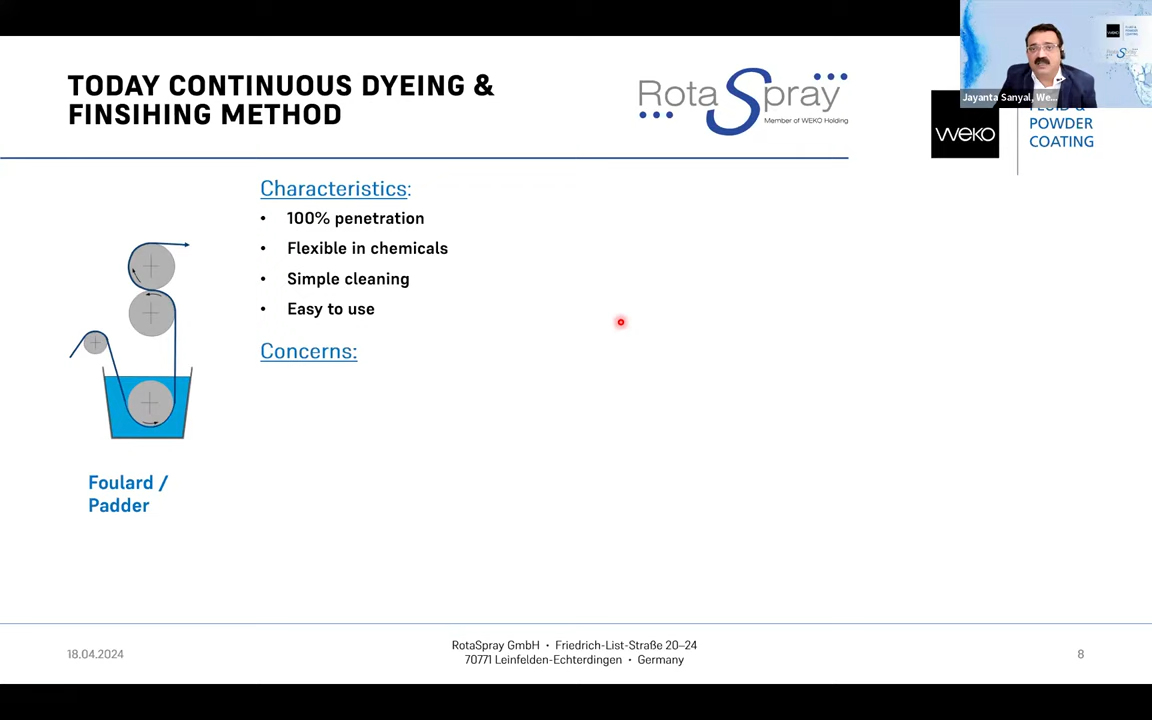 TODAY CONTINUOUS DYEING &
FINSIHING METHOD
RotaSpray
Member of WEKO Holding
WEKO
FLUID &
POWDER
COATING
Jayanta Sanyal, We...
Characteristics:
• 100% penetration
• Flexible in chemicals
• Simple cleaning
• Easy to use
Concerns:
Foulard /
Padder
18.04.2024
RotaSpray GmbH • Friedrich-List-Straße 20–24
70771 Leinfelden-Echterdingen • Germany
8